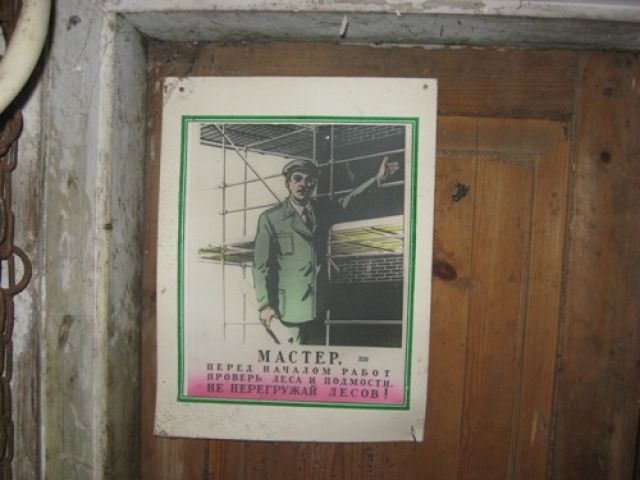 МАСТЕР, 329
ПЕРЕД НАЧАЛОМ РАБОТ
ПРОВЕРЬ ЛЕСА И ПОДМОСТИ.
НЕ ПЕРЕГРУЖАЙ ЛЕСОВ!